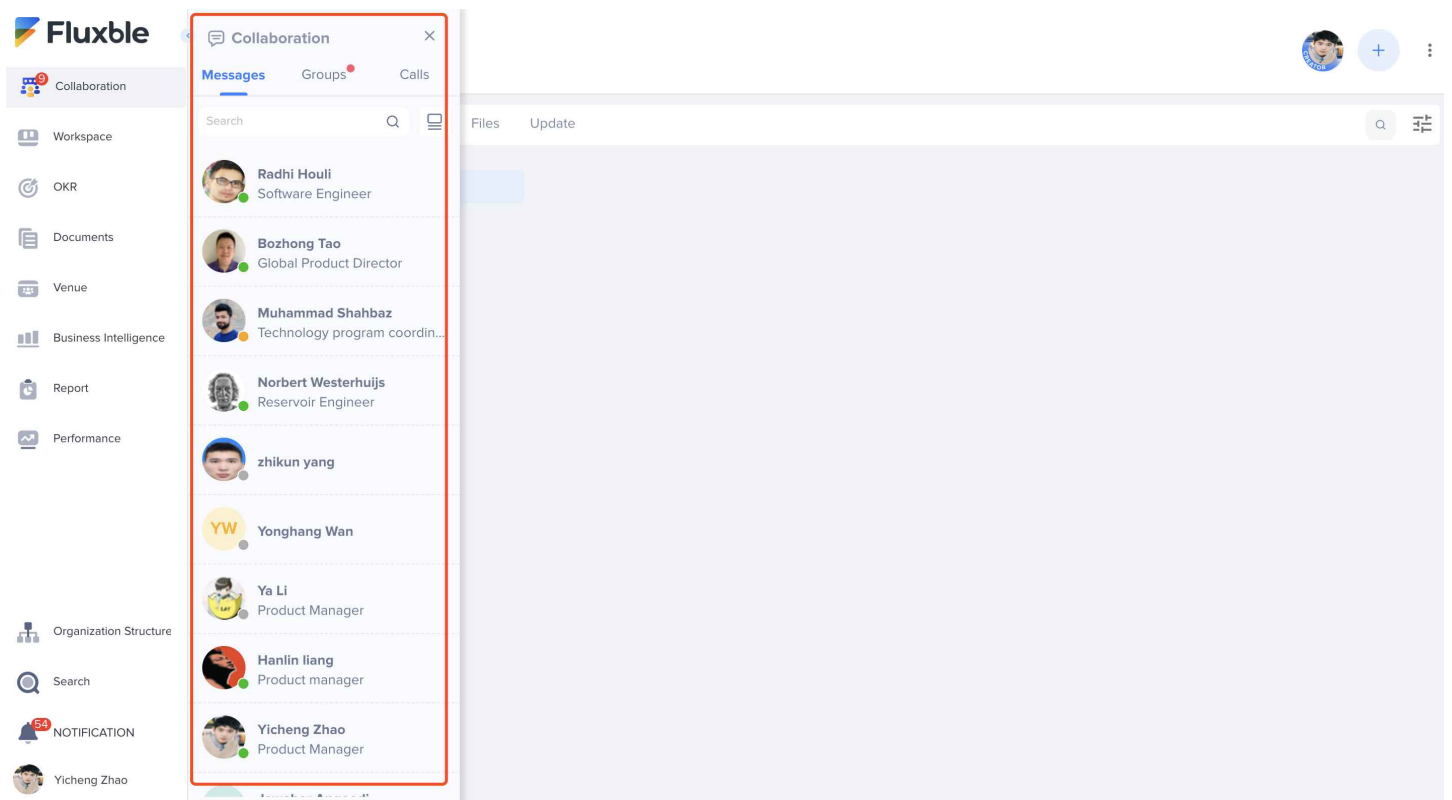 Fluxble
9
Collaboration
Workspace
OKR
Documents
Venue
Business Intelligence
Report
Performance
Organization Structure
Search
54
NOTIFICATION
Yicheng Zhao
Collaboration
Messages
Groups
Calls
Search
Radhi Houli
Software Engineer
Bozhong Tao
Global Product Director
Muhammad Shahbaz
Technology program coordin...
Norbert Westerhuijs
Reservoir Engineer
zhikun yang
YW
Yonghang Wan
Ya Li
Product Manager
Hanlin liang
Product manager
Yicheng Zhao
Product Manager
CREATOR
Files
Update